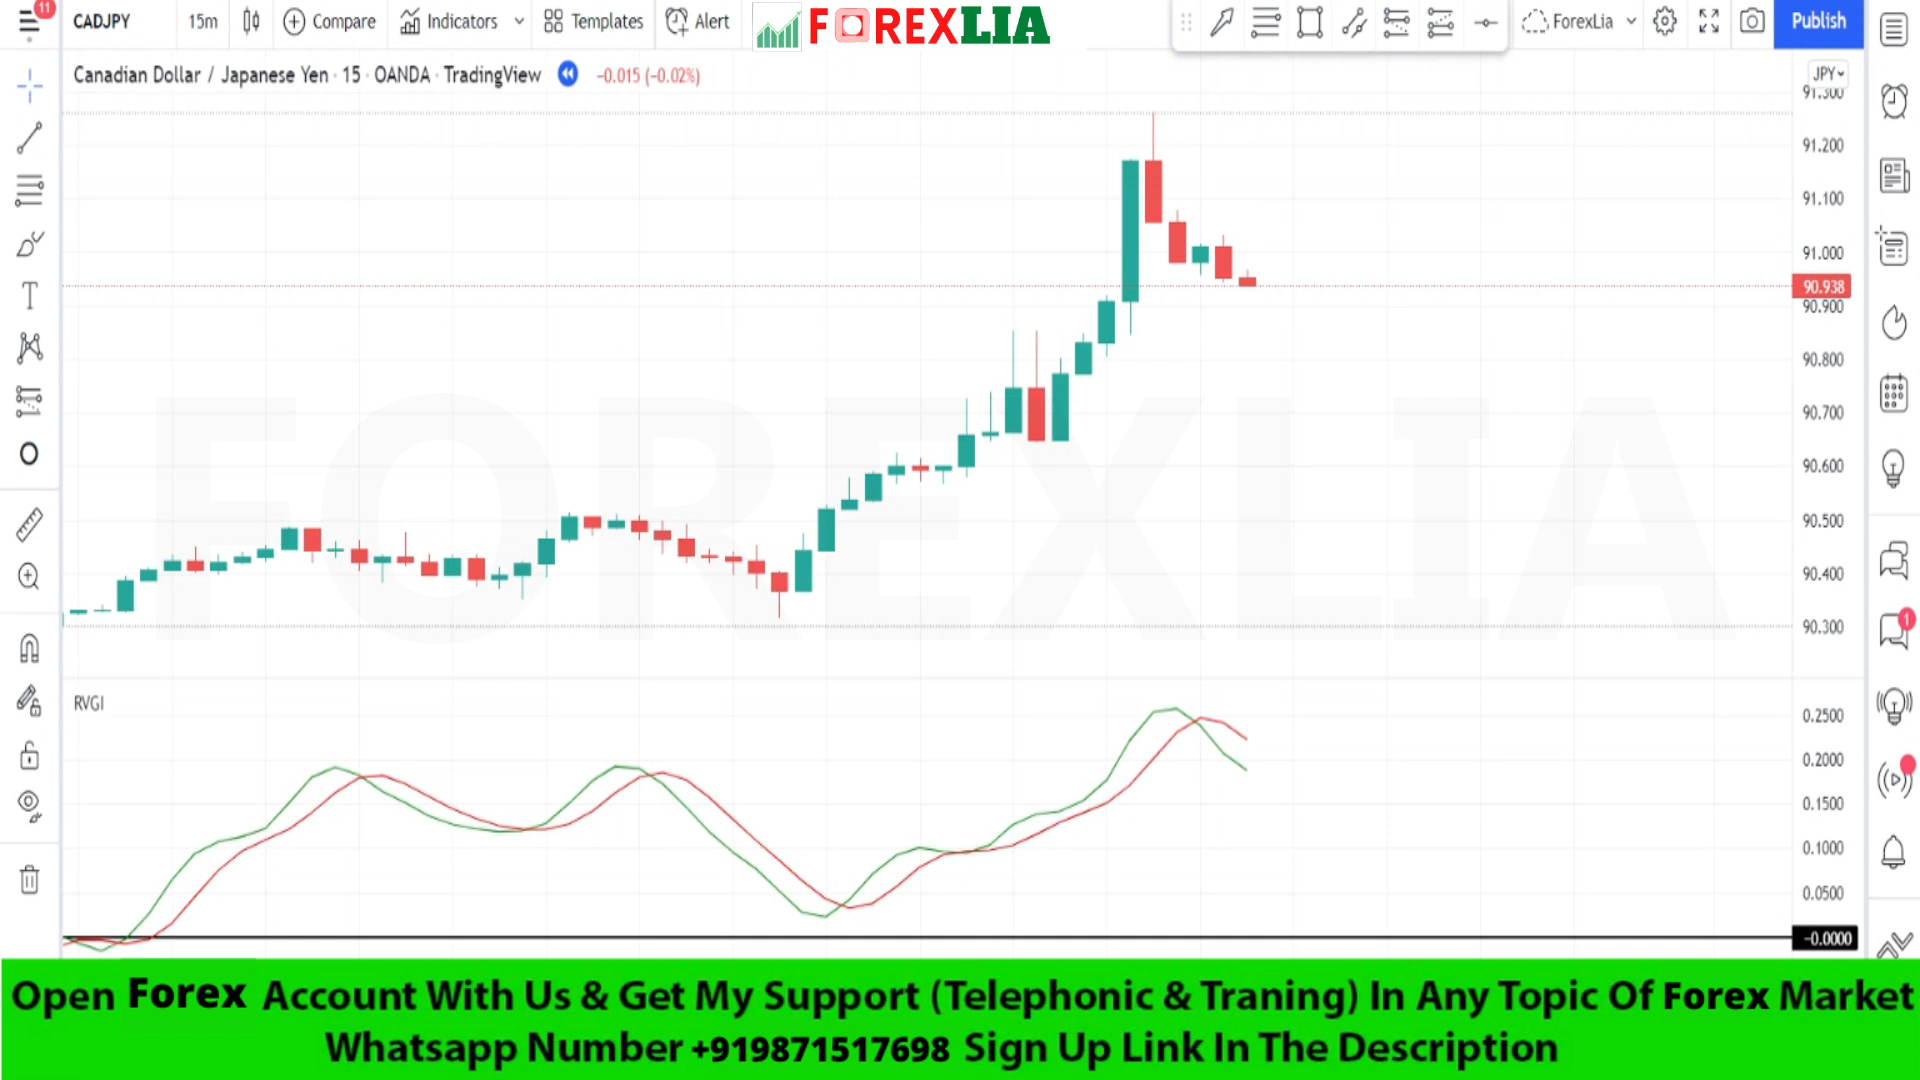 11
CADJPY 15m Compare Indicators Templates Alert FOREXLIA ForexLia Publish
Canadian Dollar / Japanese Yen · 15 · OANDA · TradingView −0.015 (−0.02%)
JPY
91.300
91.200
91.100
91.000
90.938
90.900
90.800
90.700
90.600
90.500
90.400
90.300
FOREXLIA
1
RVGI
0.2500
0.2000
0.1500
0.1000
0.0500
−0.0000
Open Forex Account With Us & Get My Support (Telephonic & Traning) In Any Topic Of Forex Market
Whatsapp Number +919871517698 Sign Up Link In The Description